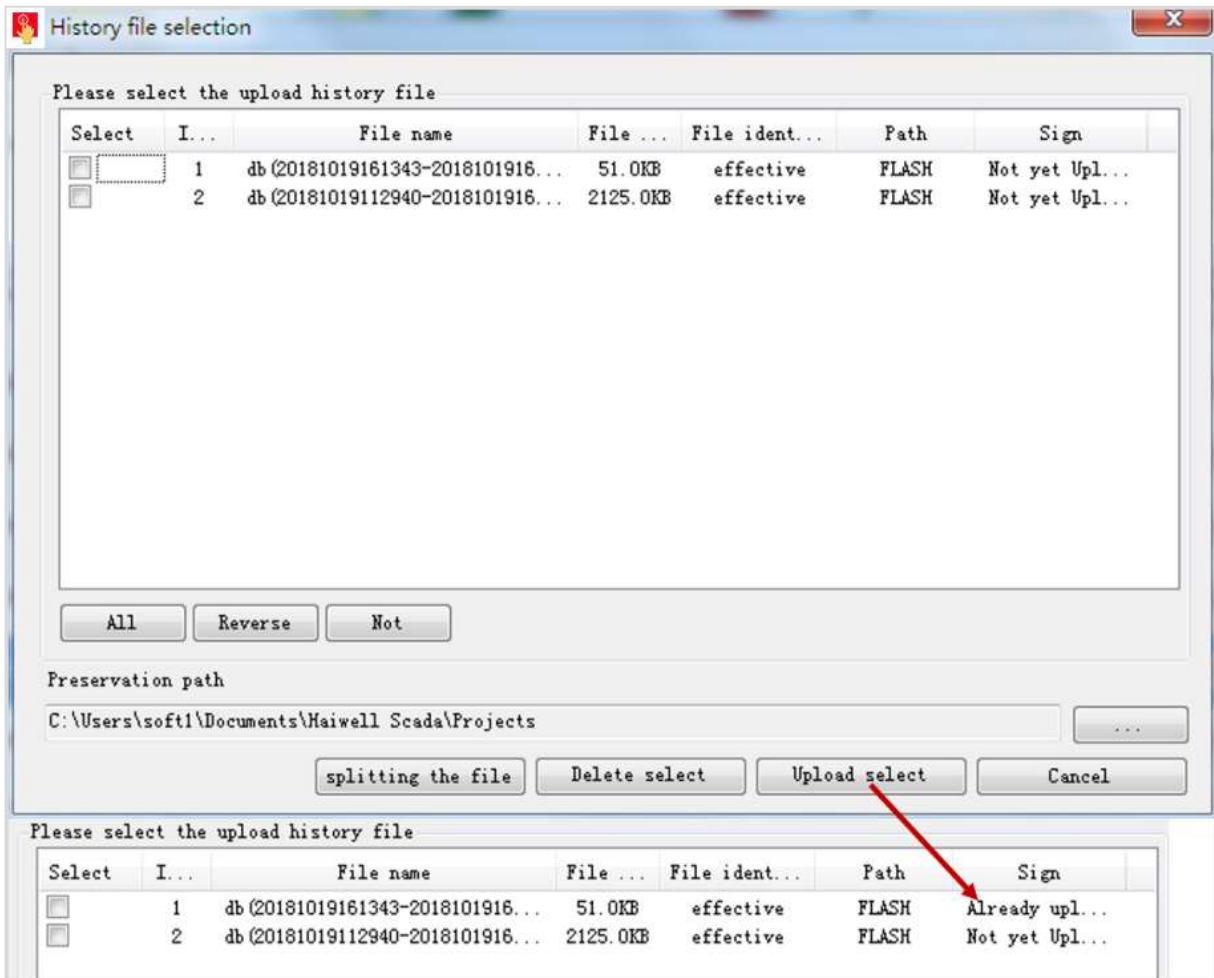 History file selection
Please select the upload history file
Select I... File name File ... File ident... Path Sign
1 db(20181019161343-2018101916... 51.0KB effective FLASH Not yet Upl...
2 db(20181019112940-2018101916... 2125.0KB effective FLASH Not yet Upl...
All Reverse Not
Preservation path
C:\Users\soft1\Documents\Haiwell Scada\Projects ...
splitting the file Delete select Upload select Cancel
Please select the upload history file
Select I... File name File ... File ident... Path Sign
1 db(20181019161343-2018101916... 51.0KB effective FLASH Already upl...
2 db(20181019112940-2018101916... 2125.0KB effective FLASH Not yet Upl...